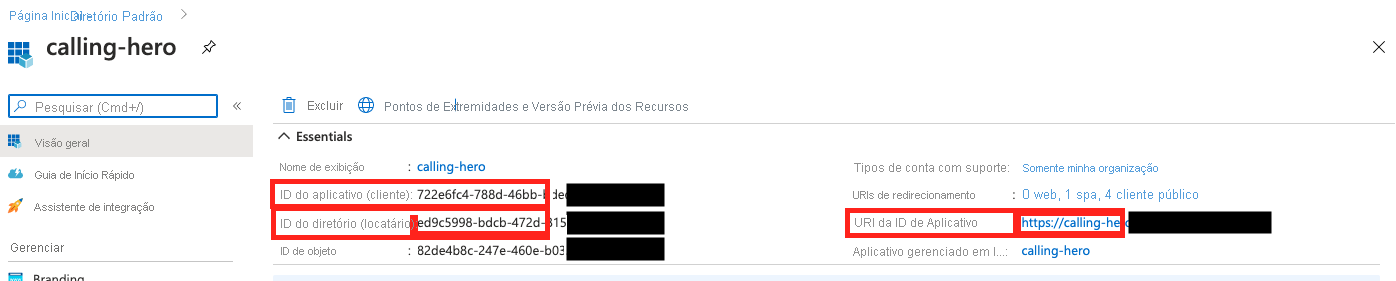 Página Inicial Diretório Padrão >
calling-hero
Pesquisar (Cmd+/) «
Excluir Pontos de Extremidades e Versão Prévia dos Recursos
Essentials
Visão geral
Guia de Início Rápido
Assistente de integração
Gerenciar
Branding
Nome de exibição : calling-hero
ID do aplicativo (cliente): 722e6fc4-788d-46bb-
ID do diretório (locatário) ed9c5998-bdcb-472d-
ID de objeto : 82de4b8c-247e-460e-b03
Tipos de conta com suporte: Somente minha organização
URIs de redirecionamento : 0 web, 1 spa, 4 cliente público
URI da ID de Aplicativo https://calling-he
Aplicativo gerenciado em l...: calling-hero